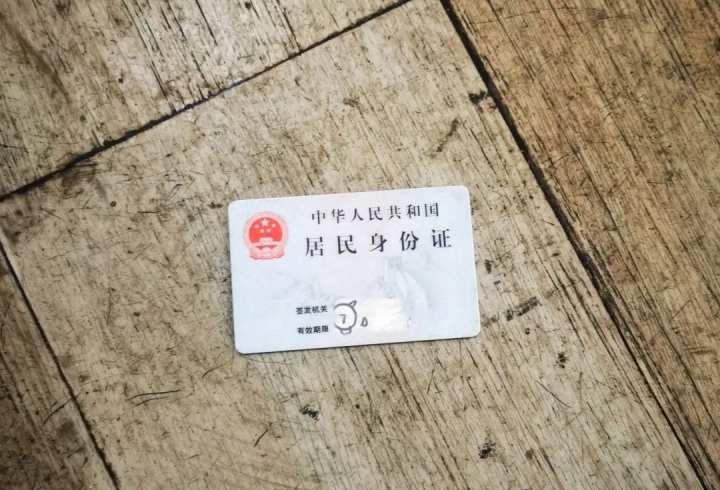 中华人民共和国
居民身份证
签发机关
有效期限